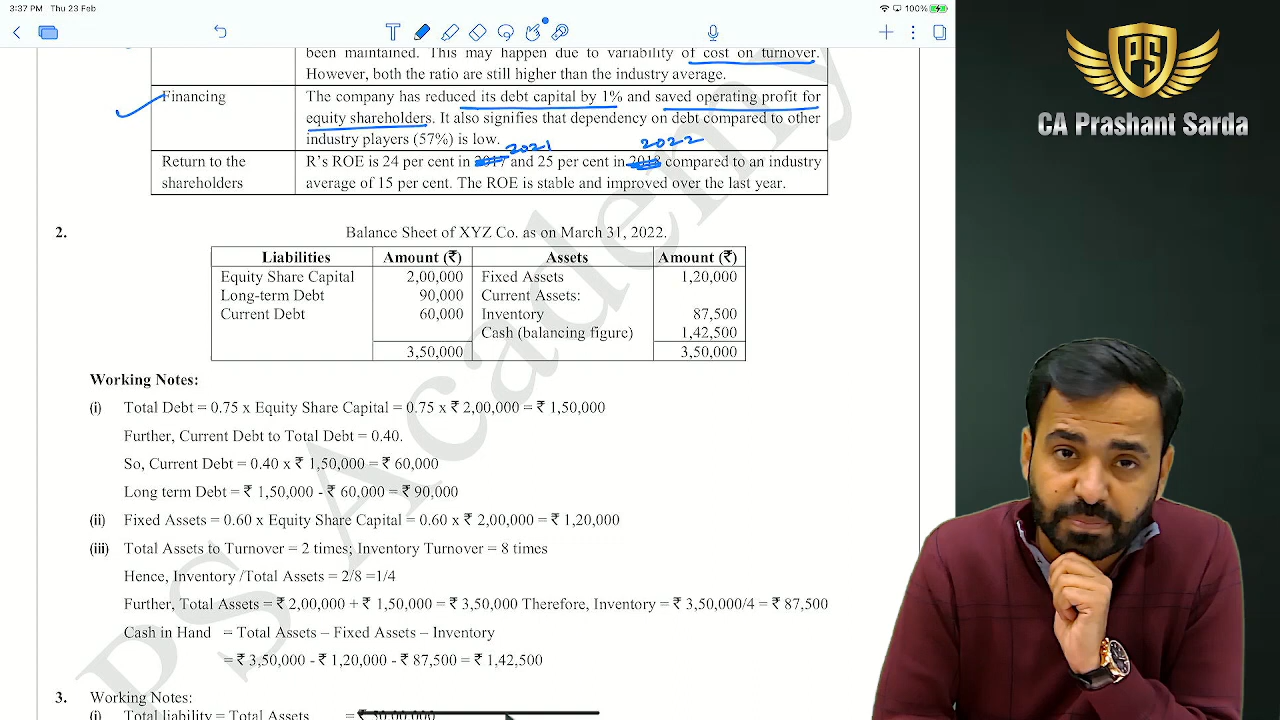 3:37 PM Thu 23 Feb
100%
T
been maintained. This may happen due to variability of cost on turnover.
However, both the ratio are still higher than the industry average.
Financing
The company has reduced its debt capital by 1% and saved operating profit for
equity shareholders. It also signifies that dependency on debt compared to other
industry players (57%) is low.
2021 2022
Return to the shareholders
R's ROE is 24 per cent in 2017 and 25 per cent in 2018 compared to an industry
average of 15 per cent. The ROE is stable and improved over the last year.
2. Balance Sheet of XYZ Co. as on March 31, 2022.
Liabilities Amount (₹) Assets Amount (₹)
Equity Share Capital 2,00,000 Fixed Assets 1,20,000
Long-term Debt 90,000 Current Assets:
Current Debt 60,000 Inventory 87,500
Cash (balancing figure) 1,42,500
3,50,000 3,50,000
Working Notes:
(i) Total Debt = 0.75 x Equity Share Capital = 0.75 x ₹ 2,00,000 = ₹ 1,50,000
Further, Current Debt to Total Debt = 0.40.
So, Current Debt = 0.40 x ₹ 1,50,000 = ₹ 60,000
Long term Debt = ₹ 1,50,000 - ₹ 60,000 = ₹ 90,000
(ii) Fixed Assets = 0.60 x Equity Share Capital = 0.60 x ₹ 2,00,000 = ₹ 1,20,000
(iii) Total Assets to Turnover = 2 times; Inventory Turnover = 8 times
Hence, Inventory /Total Assets = 2/8 =1/4
Further, Total Assets = ₹ 2,00,000 + ₹ 1,50,000 = ₹ 3,50,000 Therefore, Inventory = ₹ 3,50,000/4 = ₹ 87,500
Cash in Hand = Total Assets – Fixed Assets – Inventory
= ₹ 3,50,000 - ₹ 1,20,000 - ₹ 87,500 = ₹ 1,42,500
3. Working Notes:
(i) Total liability = Total Assets = ₹ 50,00,000
PS Academy
PS
CA Prashant Sarda